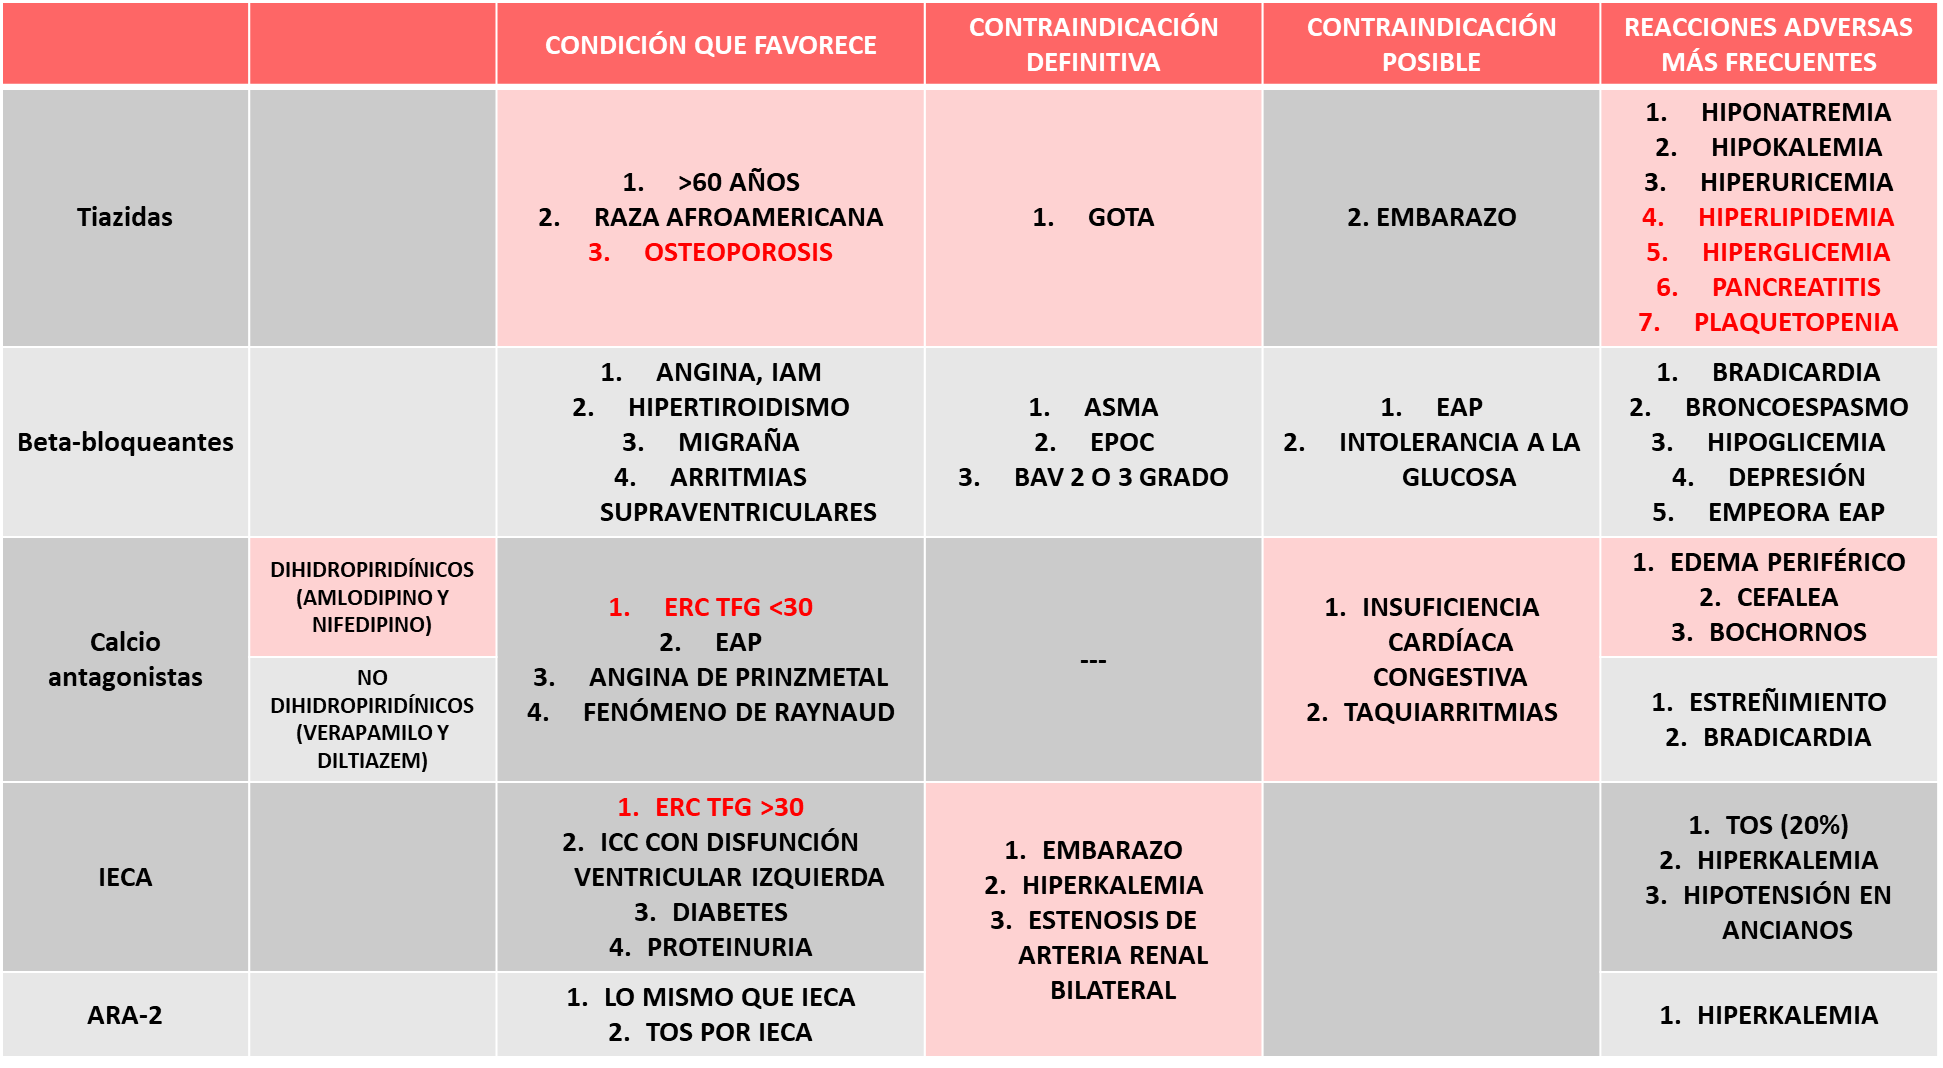 CONDICIÓN QUE FAVORECE
CONTRAINDICACIÓN
DEFINITIVA
CONTRAINDICACIÓN
POSIBLE
REACCIONES ADVERSAS
MÁS FRECUENTES
Tiazidas
1. >60 AÑOS
2. RAZA AFROAMERICANA
3. OSTEOPOROSIS
1. GOTA
2. EMBARAZO
1. HIPONATREMIA
2. HIPOKALEMIA
3. HIPERURICEMIA
4. HIPERLIPIDEMIA
5. HIPERGLICEMIA
6. PANCREATITIS
7. PLAQUETOPENIA
Beta-bloqueantes
1. ANGINA, IAM
2. HIPERTIROIDISMO
3. MIGRAÑA
4. ARRITMIAS
SUPRAVENTRICULARES
1. ASMA
2. EPOC
3. BAV 2 O 3 GRADO
1. EAP
2. INTOLERANCIA A LA
GLUCOSA
1. BRADICARDIA
2. BRONCOESPASMO
3. HIPOGLICEMIA
4. DEPRESIÓN
5. EMPEORA EAP
Calcio
antagonistas
DIHIDROPIRIDÍNICOS
(AMLODIPINO Y
NIFEDIPINO)
NO
DIHIDROPIRIDÍNICOS
(VERAPAMILO Y
DILTIAZEM)
1. ERC TFG <30
2. EAP
3. ANGINA DE PRINZMETAL
4. FENÓMENO DE RAYNAUD
---
1. INSUFICIENCIA
CARDÍACA
CONGESTIVA
2. TAQUIARRITMIAS
1. EDEMA PERIFÉRICO
2. CEFALEA
3. BOCHORNOS
1. ESTREÑIMIENTO
2. BRADICARDIA
IECA
1. ERC TFG >30
2. ICC CON DISFUNCIÓN
VENTRICULAR IZQUIERDA
3. DIABETES
4. PROTEINURIA
1. EMBARAZO
2. HIPERKALEMIA
3. ESTENOSIS DE
ARTERIA RENAL
BILATERAL
1. TOS (20%)
2. HIPERKALEMIA
3. HIPOTENSIÓN EN
ANCIANOS
ARA-2
1. LO MISMO QUE IECA
2. TOS POR IECA
1. HIPERKALEMIA